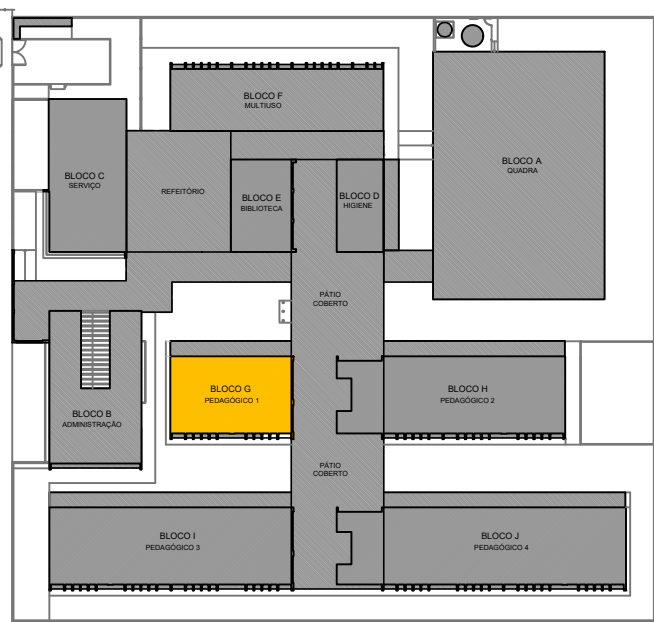 BLOCO F
MULTIUSO
BLOCO A
QUADRA
BLOCO C
SERVIÇO
REFEITÓRIO
BLOCO E
BIBLIOTECA
BLOCO D
HIGIENE
PÁTIO
COBERTO
BLOCO G
PEDAGÓGICO 1
BLOCO H
PEDAGÓGICO 2
BLOCO B
ADMINISTRAÇÃO
PÁTIO
COBERTO
BLOCO I
PEDAGÓGICO 3
BLOCO J
PEDAGÓGICO 4